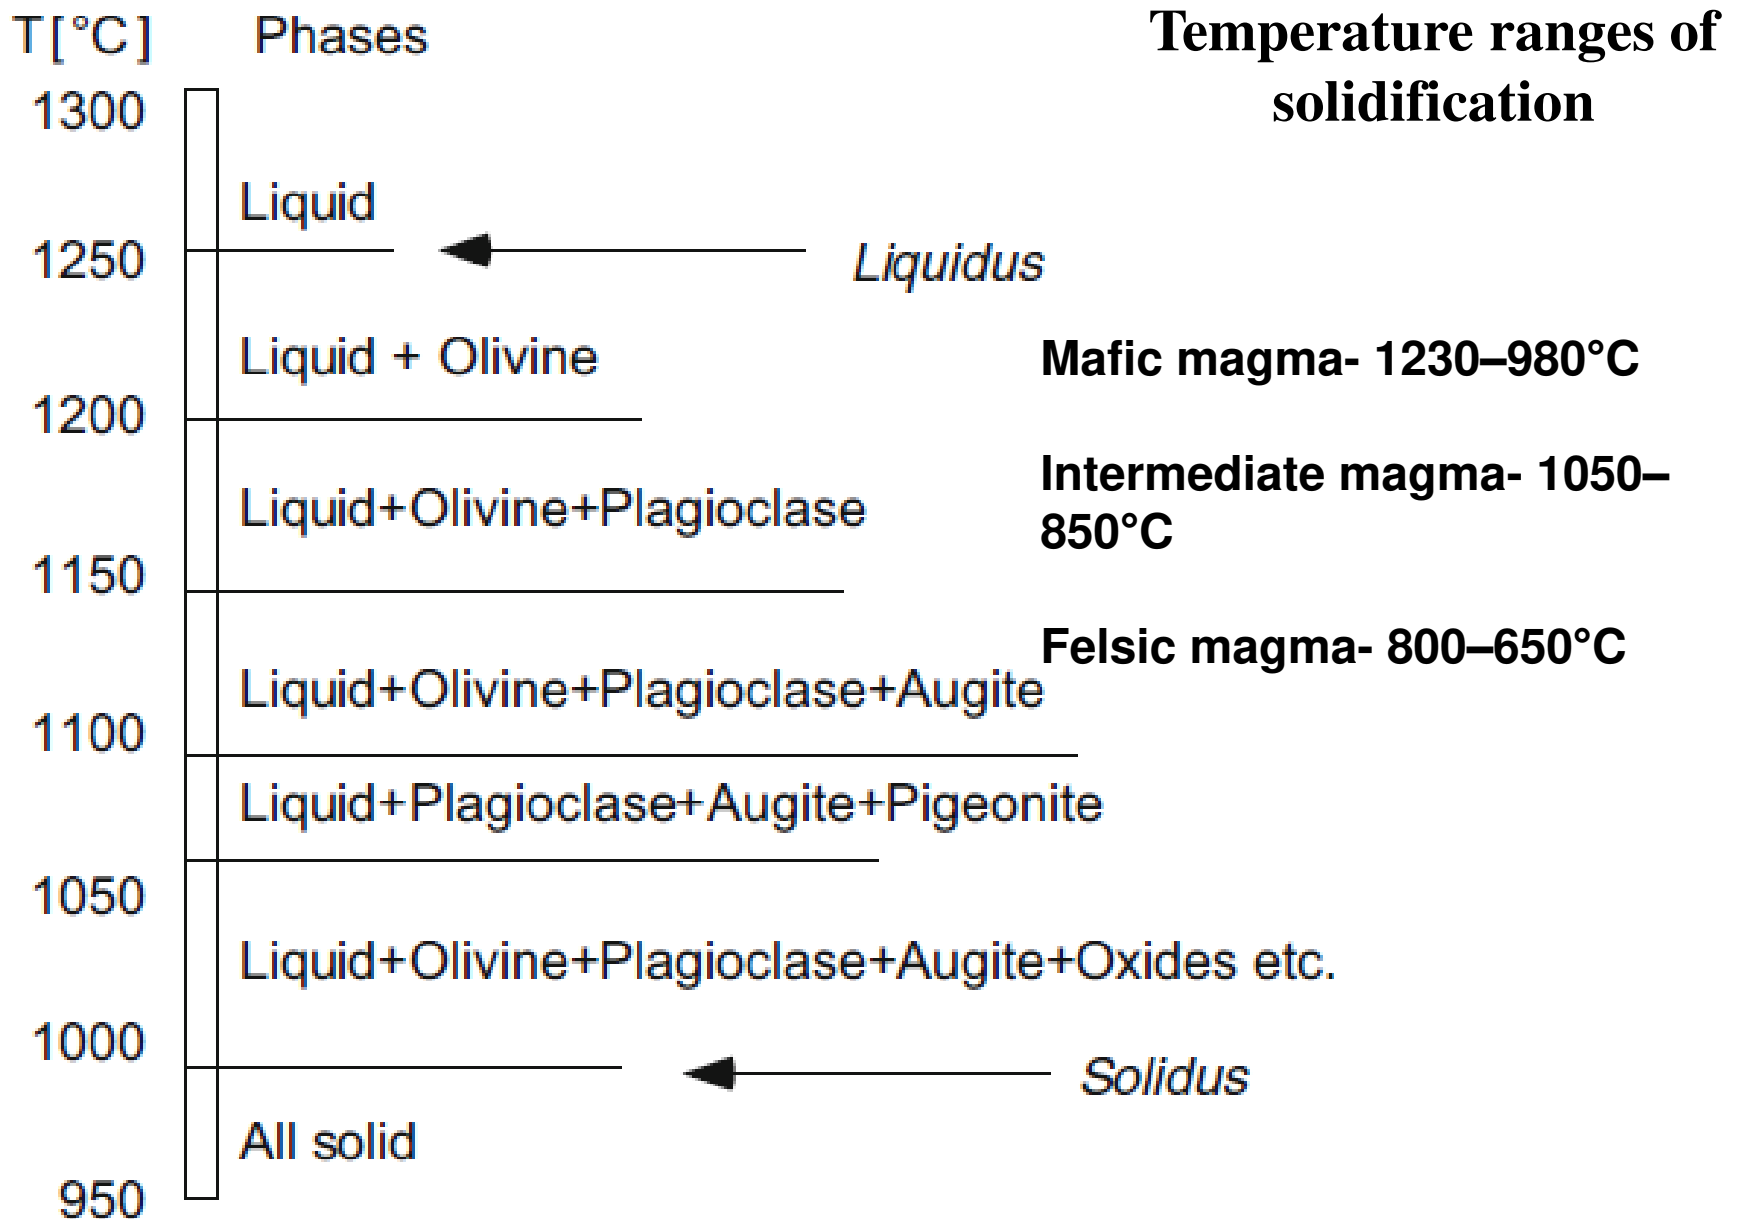 T[°C]
Phases
Temperature ranges of
solidification
1300
Liquid
1250
Liquidus
Liquid + Olivine
Mafic magma- 1230–980°C
1200
Intermediate magma- 1050–
850°C
Liquid+Olivine+Plagioclase
1150
Felsic magma- 800–650°C
Liquid+Olivine+Plagioclase+Augite
1100
Liquid+Plagioclase+Augite+Pigeonite
1050
Liquid+Olivine+Plagioclase+Augite+Oxides etc.
1000
Solidus
All solid
950